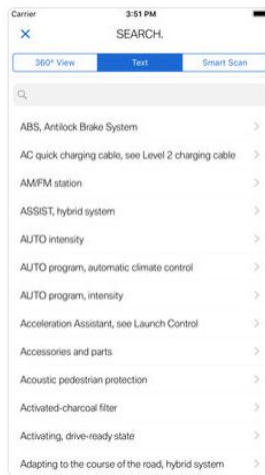 Carrier
3:51 PM
SEARCH.
360° View
Text
Smart Scan
ABS, Antilock Brake System
AC quick charging cable, see Level 2 charging cable
AM/FM station
ASSIST, hybrid system
AUTO intensity
AUTO program, automatic climate control
AUTO program, intensity
Acceleration Assistant, see Launch Control
Accessories and parts
Acoustic pedestrian protection
Activated-charcoal filter
Activating, drive-ready state
Adapting to the course of the road, hybrid system